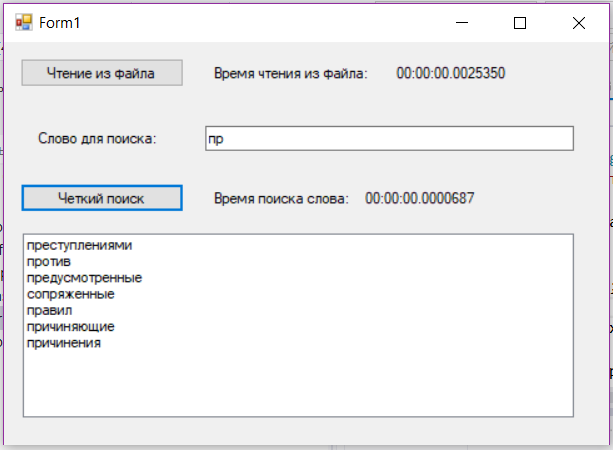 Form1
Чтение из файла Время чтения из файла: 00:00:00.0025350
Слово для поиска: пр
Четкий поиск Время поиска слова: 00:00:00.0000687
преступлениями
против
предусмотренные
сопряженные
правил
причиняющие
причинения